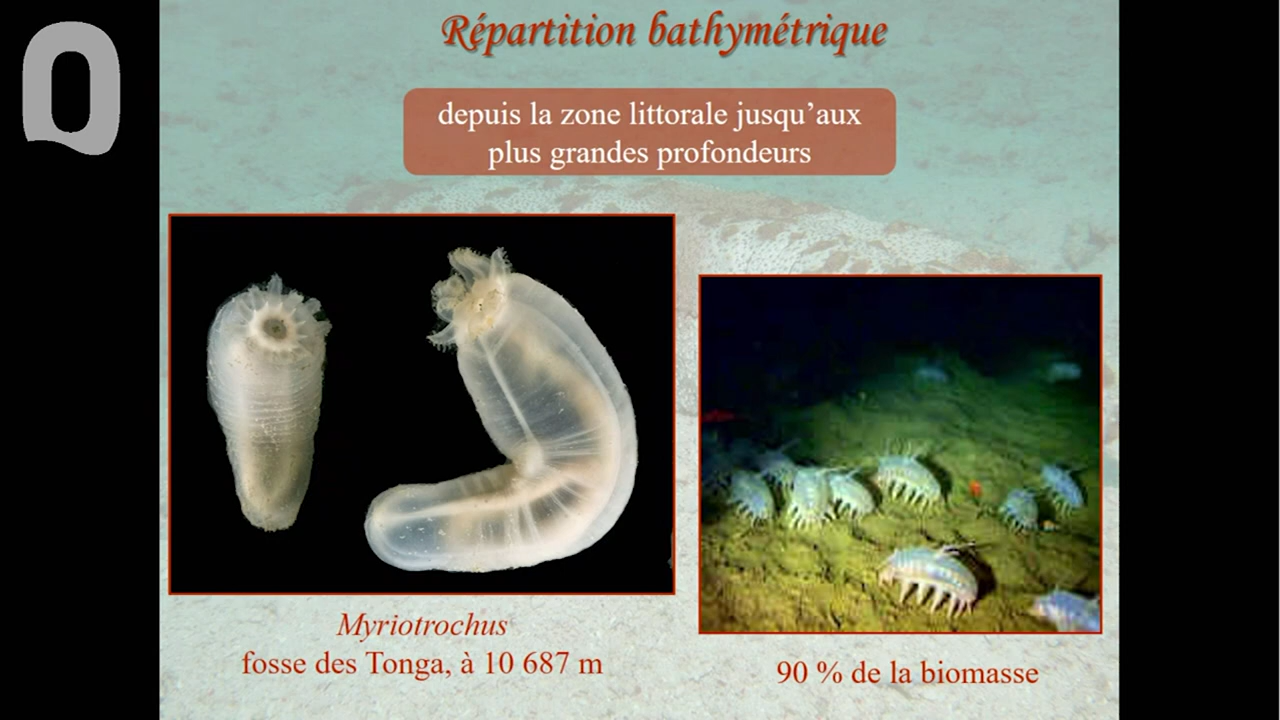 Répartition bathymétrique
depuis la zone littorale jusqu’aux
plus grandes profondeurs
Myriotrochus
fosse des Tonga, à 10 687 m
90 % de la biomasse